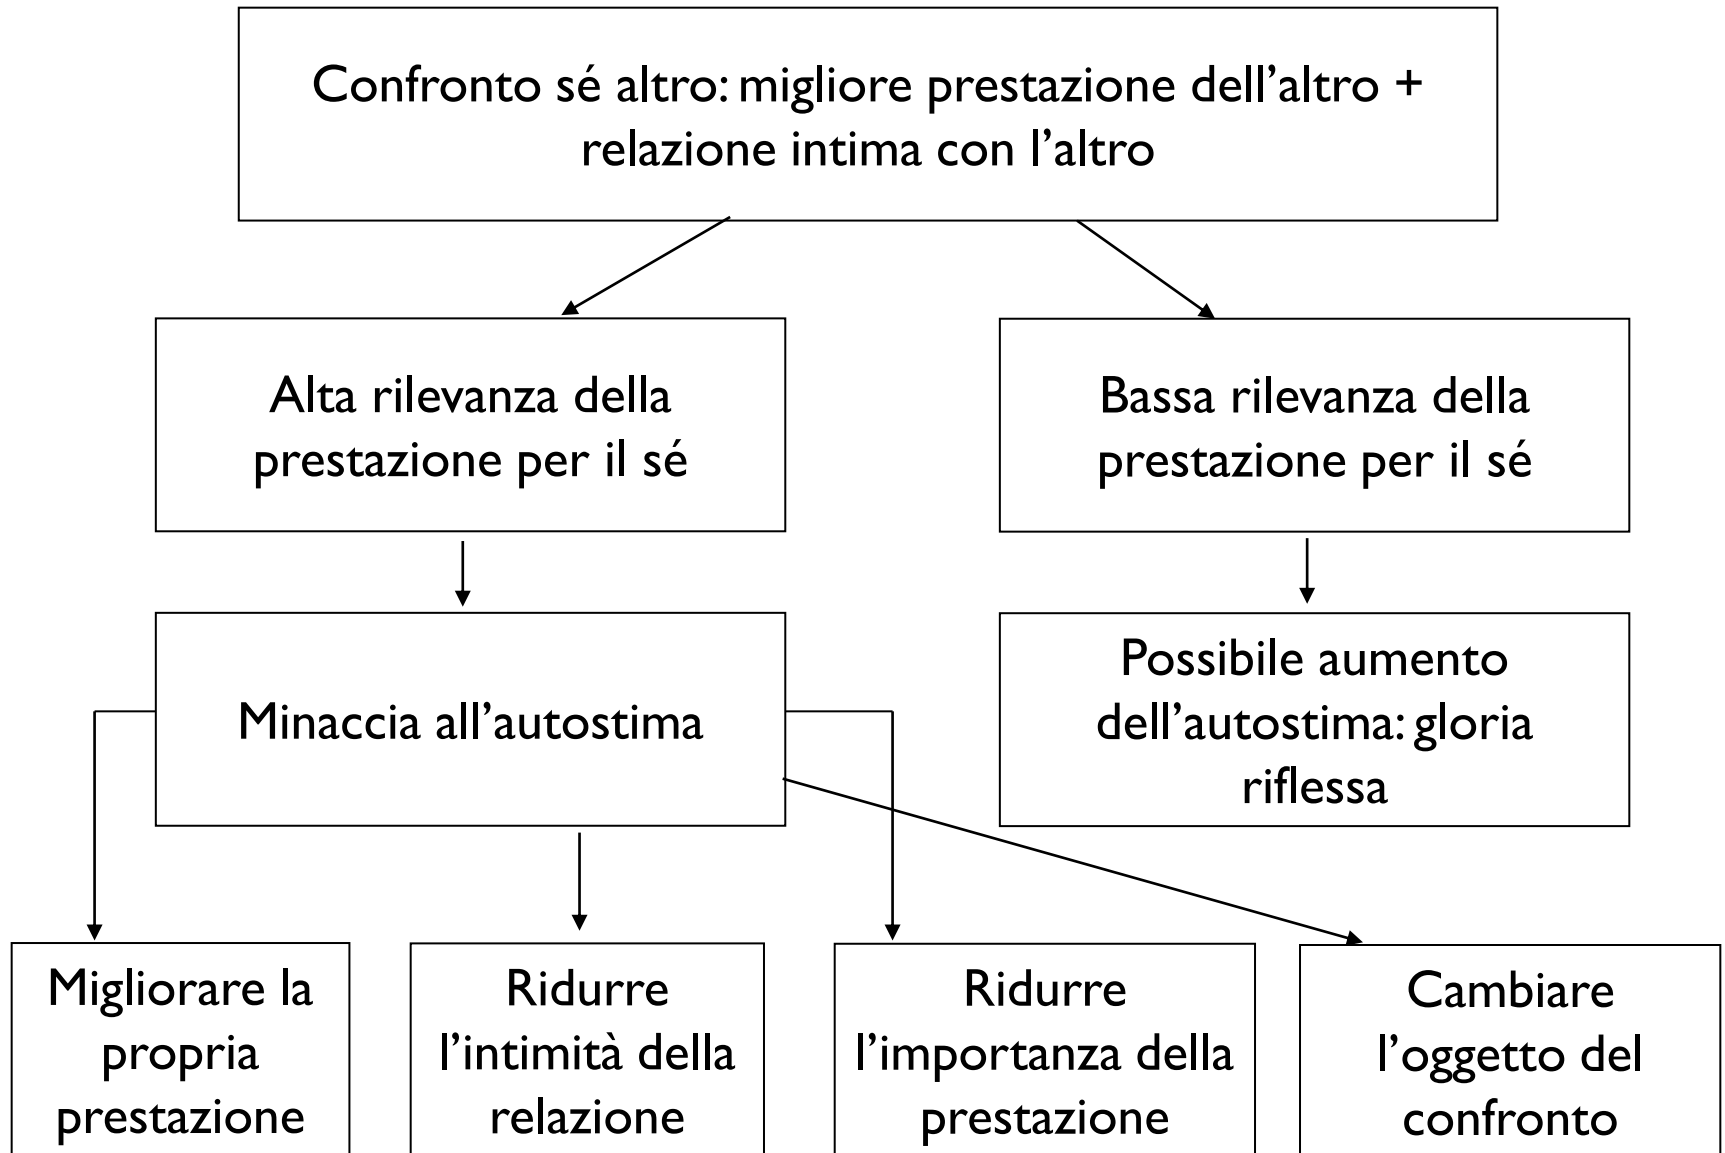 Confronto sé altro: migliore prestazione dell’altro +
relazione intima con l’altro
Alta rilevanza della
prestazione per il sé
Bassa rilevanza della
prestazione per il sé
Minaccia all’autostima
Possibile aumento
dell’autostima: gloria
riflessa
Migliorare la
propria
prestazione
Ridurre
l’intimità della
relazione
Ridurre
l’importanza della
prestazione
Cambiare
l’oggetto del
confronto